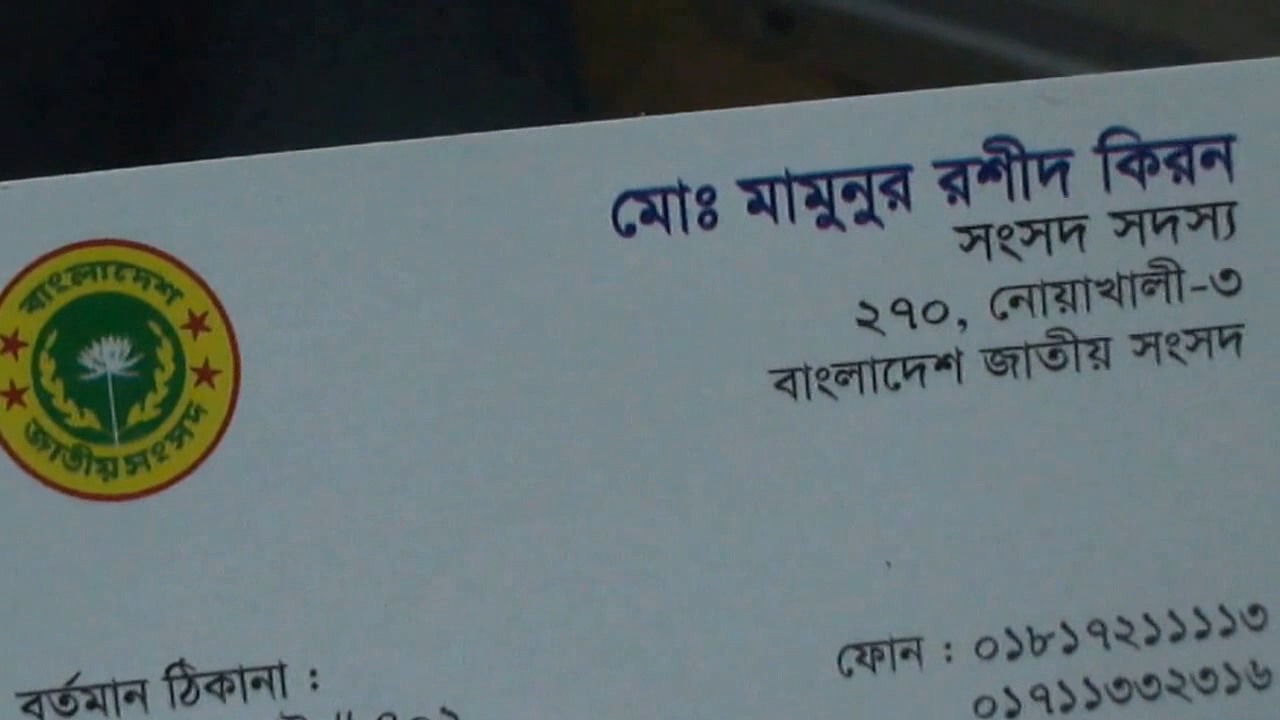 মোঃ মামুনুর রশীদ কিরন
সংসদ সদস্য
২৭০, নোয়াখালী-৩
বাংলাদেশ জাতীয় সংসদ
বাংলাদেশ
জাতীয় সংসদ
ফোন : ০১৮১৭২১১১১৩
০১৭১১৩৩২৩১৬
বর্তমান ঠিকানা :